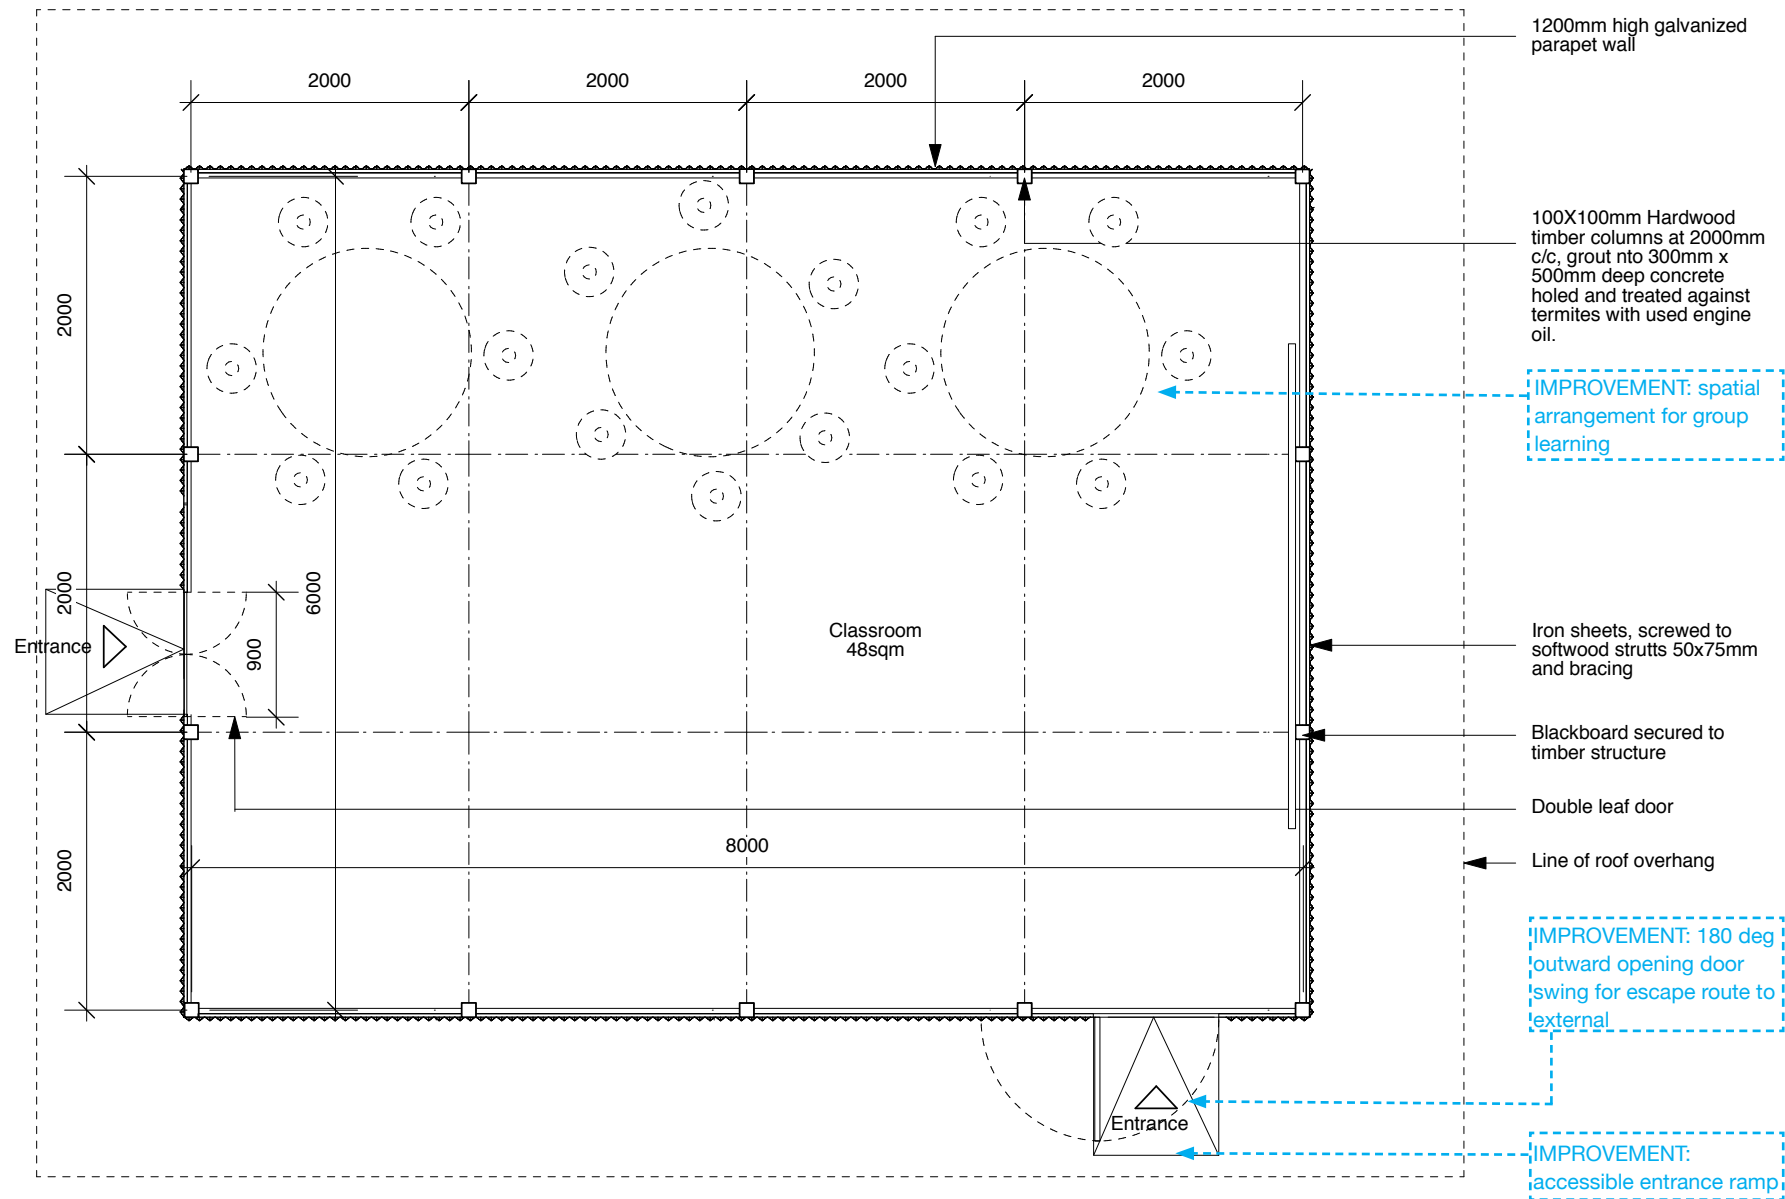 1200mm high galvanized
parapet wall
2000
2000
2000
2000
100X100mm Hardwood
timber columns at 2000mm
c/c, grout nto 300mm x
500mm deep concrete
holed and treated against
termites with used engine
oil.
2000
IMPROVEMENT: spatial
arrangement for group
learning
2000
6000
900
Entrance
Classroom
48sqm
Iron sheets, screwed to
softwood strutts 50x75mm
and bracing
Blackboard secured to
timber structure
Double leaf door
8000
2000
Line of roof overhang
IMPROVEMENT: 180 deg
outward opening door
swing for escape route to
external
Entrance
IMPROVEMENT:
accessible entrance ramp